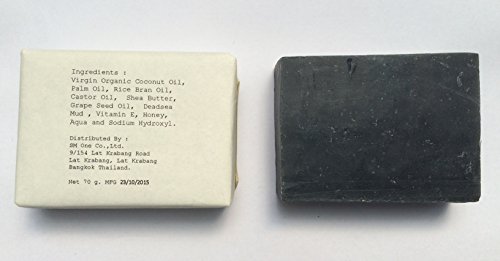 Ingredients :
Virgin Organic Coconut Oil,
Palm Oil, Rice Bran Oil,
Castor Oil, Shea Butter,
Grape Seed Oil, Deadsea
Mud , Vitamin E, Honey,
Aqua and Sodium Hydroxyl.
Distributed By :
SM One Co.,Ltd.
9/154 Lat Krabang Road
Lat Krabang, Lat Krabang
Bangkok Thailand.
Net 70 g. MFG 23/10/2015